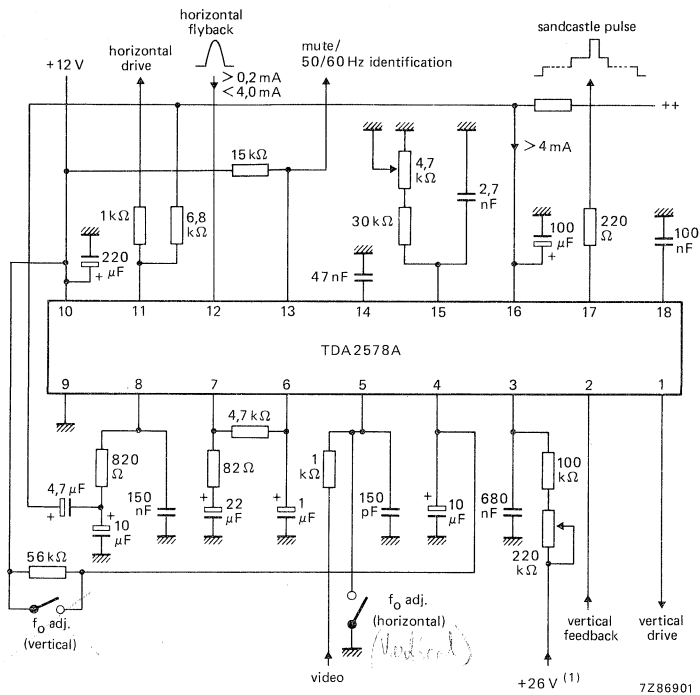 horizontal
flyback
horizontal
drive
+12 V
mute/
50/60 Hz identification
sandcastle pulse
> 0,2 mA
< 4,0 mA
++
> 4 mA
15 kΩ
4,7
kΩ
2,7
nF
1 kΩ
6,8
kΩ
30 kΩ
100
μF
+
220
Ω
100
nF
220
μF
+
47 nF
10
11
12
13
14
15
16
17
18
TDA2578A
9
8
7
6
5
4
3
2
1
4,7 kΩ
820
Ω
82 Ω
1
kΩ
100
kΩ
4,7 μF
+
+
10
μF
150
nF
+
22
μF
+
1
μF
150
pF
+
10
μF
680
nF
220
kΩ
56 kΩ
fo adj.
(vertical)
fo adj.
(horizontal)
(Vertical)
vertical
feedback
vertical
drive
video
+26 V (1)
7Z86901